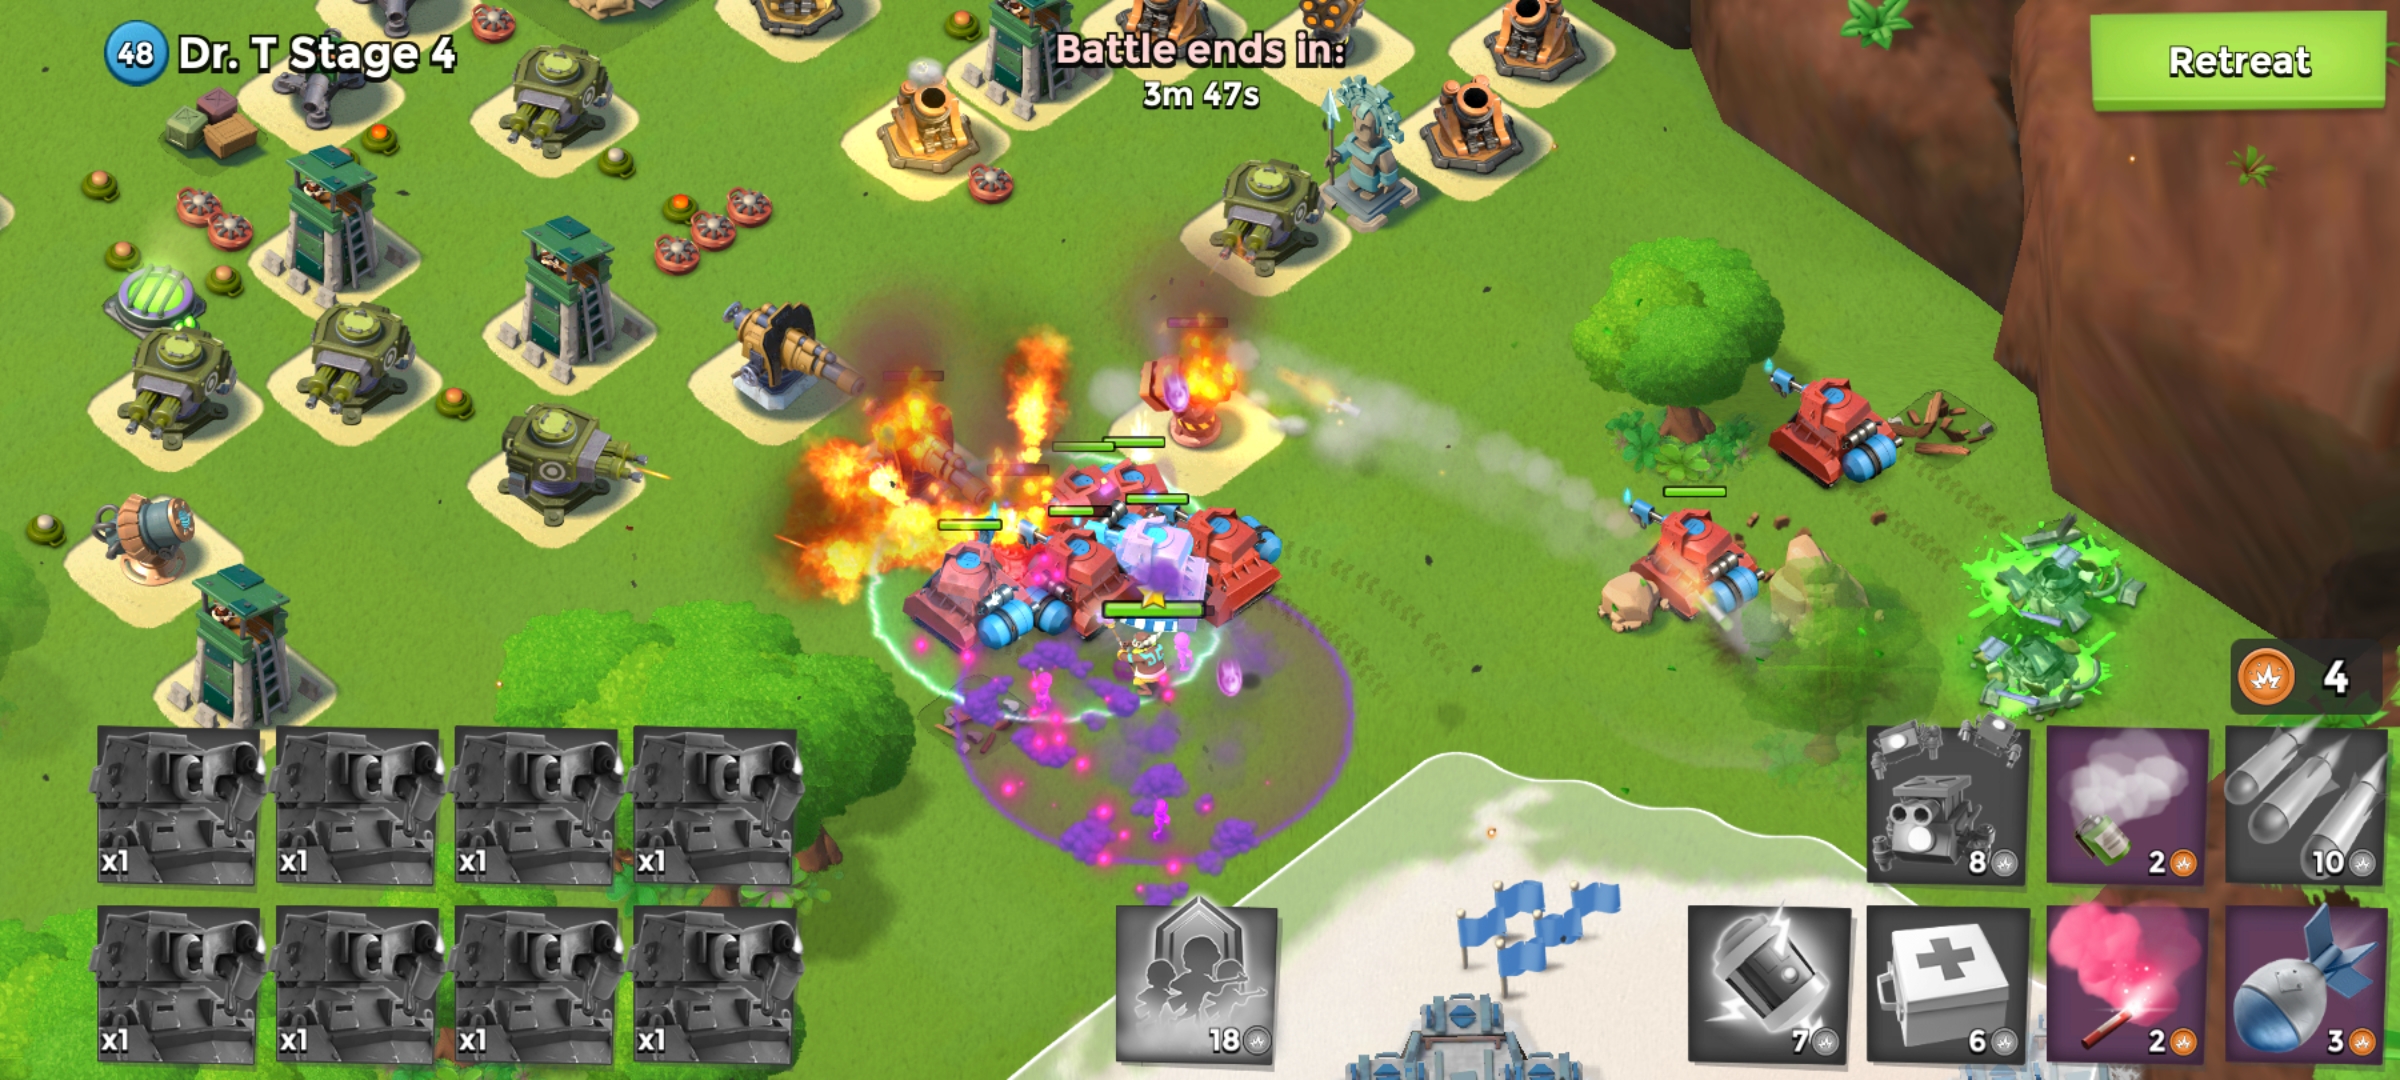 48 Dr. T Stage 4
Battle ends in:
3m 47s
Retreat
4
x1 x1 x1 x1
8 2 10
x1 x1 x1 x1
18 7 6 2 3